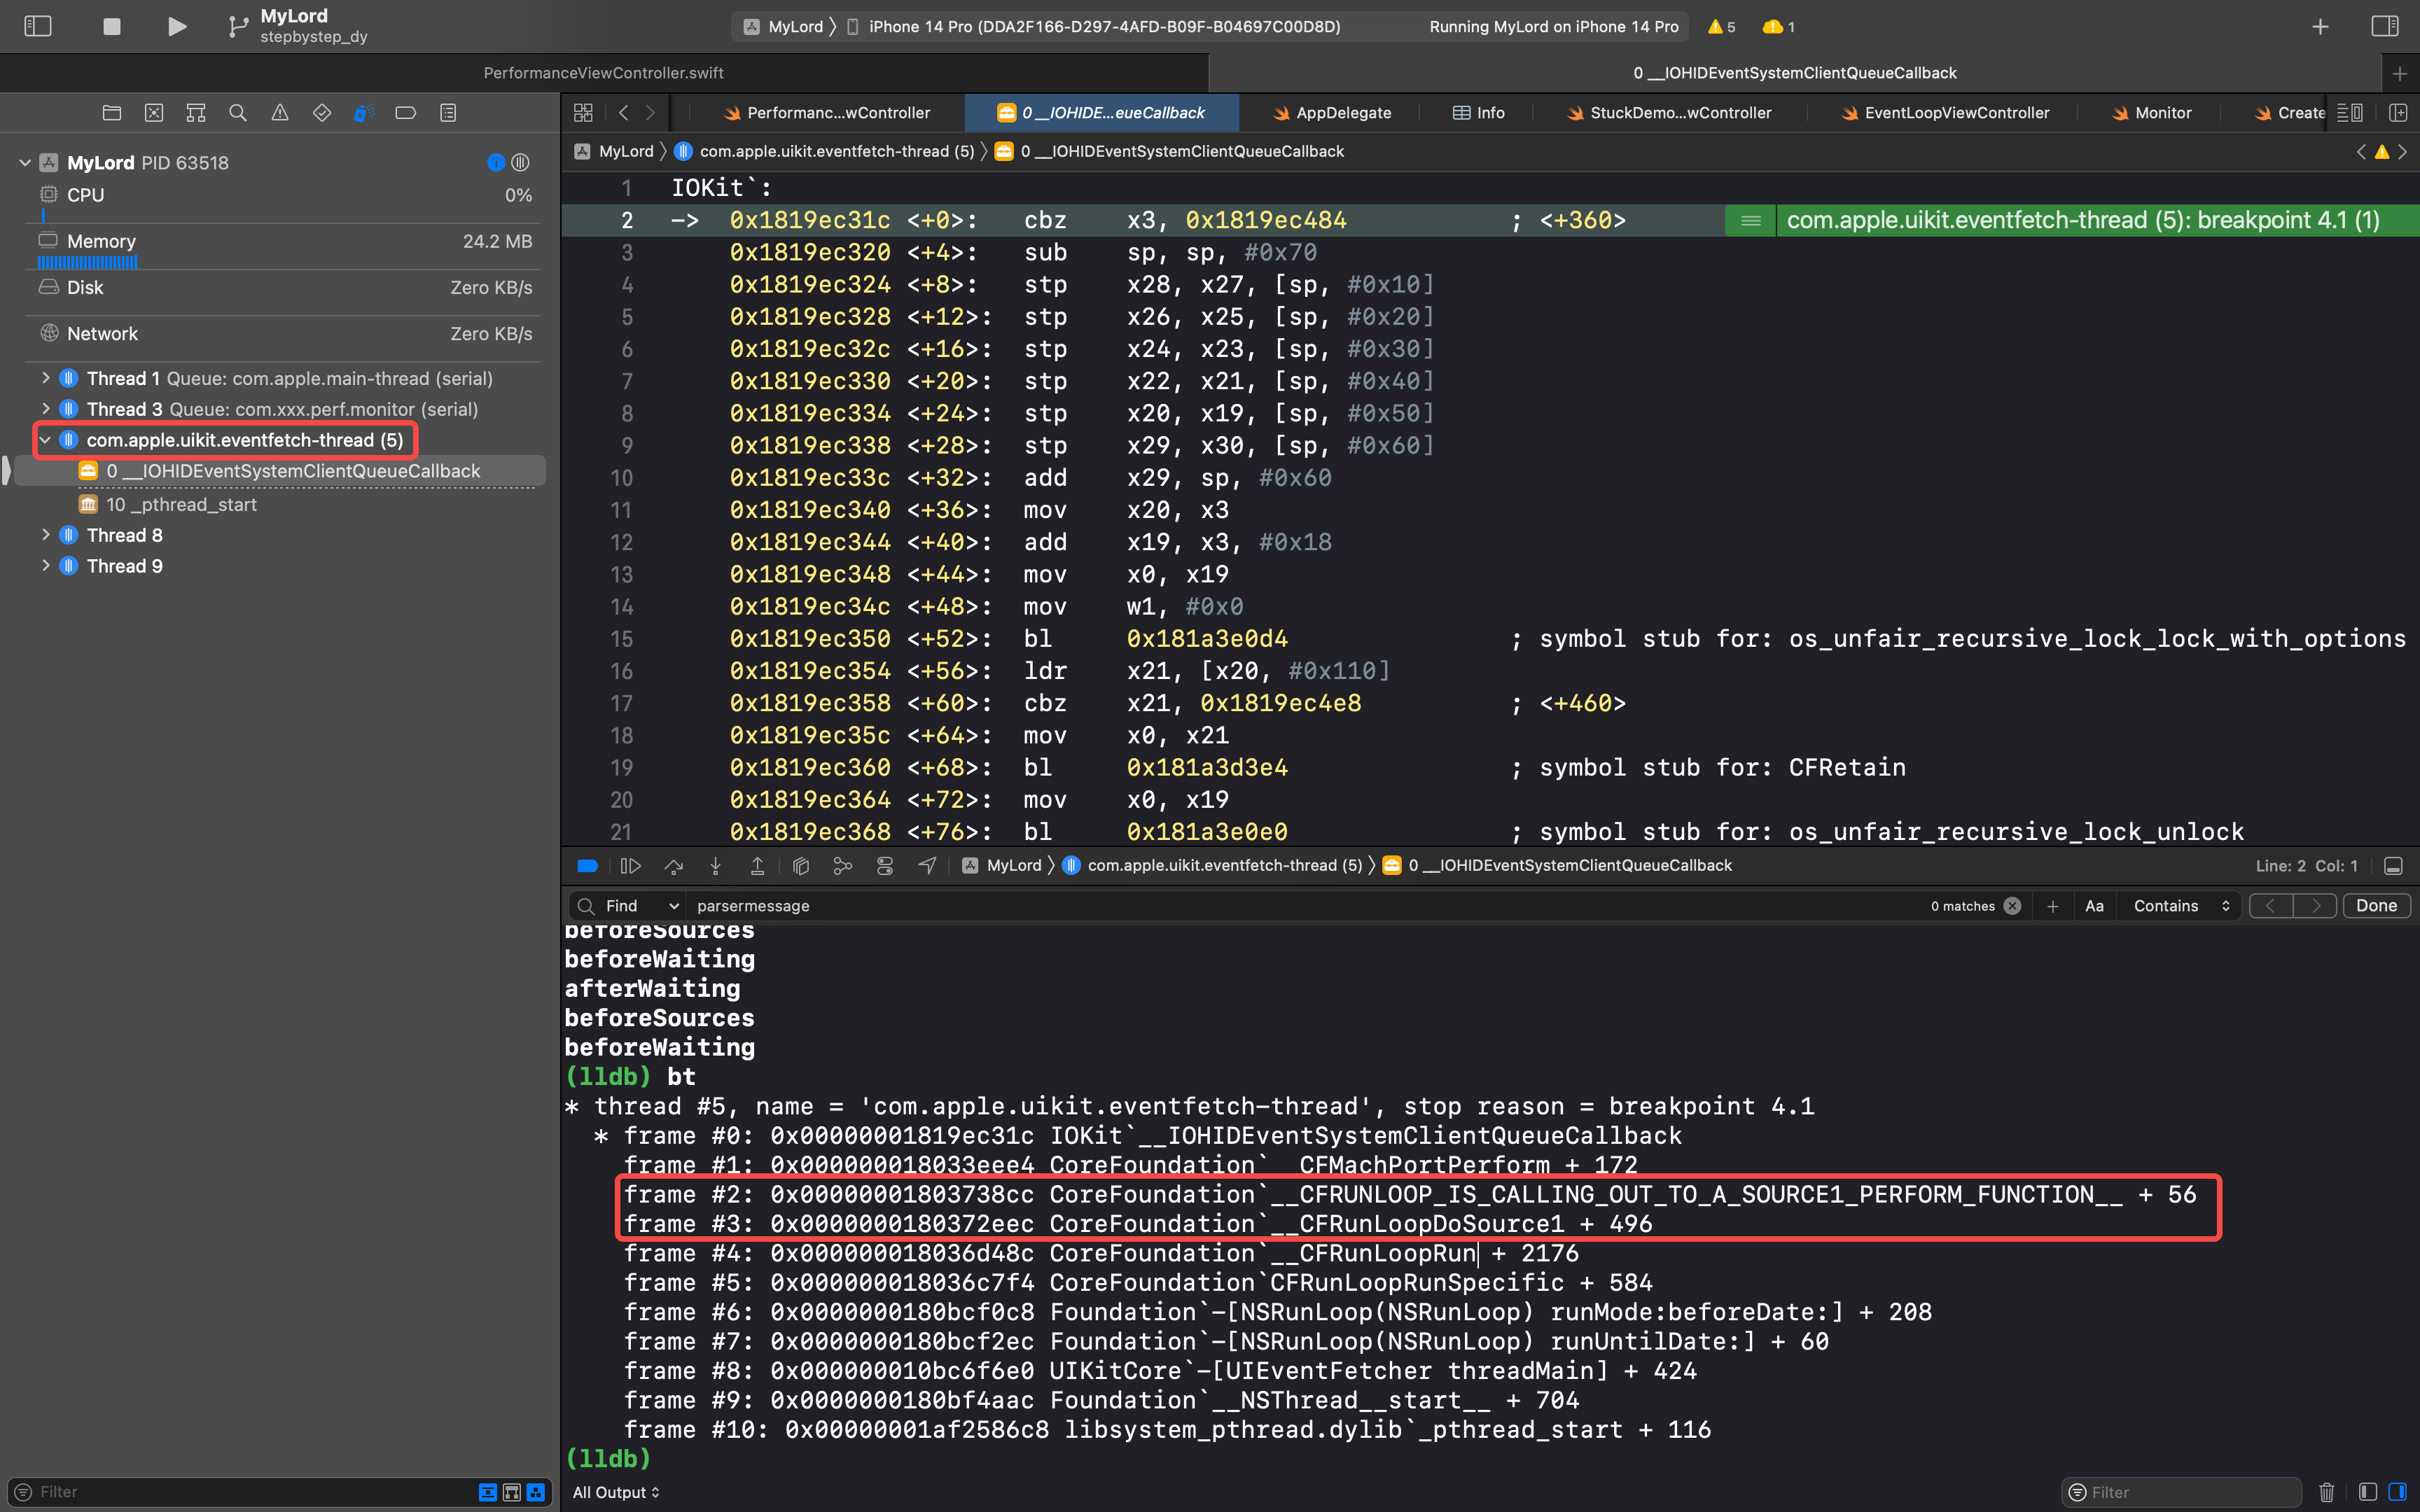 MyLord
stepbystep_dy
MyLord 〉 iPhone 14 Pro (DDA2F166-D297-4AFD-B09F-B04697C00D8D)
Running MyLord on iPhone 14 Pro
5
1
PerformanceViewController.swift
0 __IOHIDEventSystemClientQueueCallback
Performanc...wController
0 __IOHIDE...eueCallback
AppDelegate
Info
StuckDemo...wController
EventLoopViewController
Monitor
Create
MyLord 〉 com.apple.uikit.eventfetch-thread (5) 〉 0 __IOHIDEventSystemClientQueueCallback
MyLord PID 63518
CPU 0%
Memory 24.2 MB
Disk Zero KB/s
Network Zero KB/s
Thread 1 Queue: com.apple.main-thread (serial)
Thread 3 Queue: com.xxx.perf.monitor (serial)
com.apple.uikit.eventfetch-thread (5)
0 __IOHIDEventSystemClientQueueCallback
10 _pthread_start
Thread 8
Thread 9
Filter
1 IOKit`:
2 -> 0x1819ec31c <+0>: cbz x3, 0x1819ec484 ; <+360>
com.apple.uikit.eventfetch-thread (5): breakpoint 4.1 (1)
3 0x1819ec320 <+4>: sub sp, sp, #0x70
4 0x1819ec324 <+8>: stp x28, x27, [sp, #0x10]
5 0x1819ec328 <+12>: stp x26, x25, [sp, #0x20]
6 0x1819ec32c <+16>: stp x24, x23, [sp, #0x30]
7 0x1819ec330 <+20>: stp x22, x21, [sp, #0x40]
8 0x1819ec334 <+24>: stp x20, x19, [sp, #0x50]
9 0x1819ec338 <+28>: stp x29, x30, [sp, #0x60]
10 0x1819ec33c <+32>: add x29, sp, #0x60
11 0x1819ec340 <+36>: mov x20, x3
12 0x1819ec344 <+40>: add x19, x3, #0x18
13 0x1819ec348 <+44>: mov x0, x19
14 0x1819ec34c <+48>: mov w1, #0x0
15 0x1819ec350 <+52>: bl 0x181a3e0d4 ; symbol stub for: os_unfair_recursive_lock_lock_with_options
16 0x1819ec354 <+56>: ldr x21, [x20, #0x110]
17 0x1819ec358 <+60>: cbz x21, 0x1819ec4e8 ; <+460>
18 0x1819ec35c <+64>: mov x0, x21
19 0x1819ec360 <+68>: bl 0x181a3d3e4 ; symbol stub for: CFRetain
20 0x1819ec364 <+72>: mov x0, x19
21 0x1819ec368 <+76>: bl 0x181a3e0e0 ; symbol stub for: os_unfair_recursive_lock_unlock
MyLord 〉 com.apple.uikit.eventfetch-thread (5) 〉 0 __IOHIDEventSystemClientQueueCallback
Line: 2 Col: 1
Find parsermessage 0 matches Aa Contains Done
beforeSources
beforeWaiting
afterWaiting
beforeSources
beforeWaiting
(lldb) bt
* thread #5, name = 'com.apple.uikit.eventfetch-thread', stop reason = breakpoint 4.1
* frame #0: 0x00000001819ec31c IOKit`__IOHIDEventSystemClientQueueCallback
frame #1: 0x000000018033eee4 CoreFoundation`__CFMachPortPerform + 172
frame #2: 0x00000001803738cc CoreFoundation`__CFRUNLOOP_IS_CALLING_OUT_TO_A_SOURCE1_PERFORM_FUNCTION__ + 56
frame #3: 0x0000000180372eec CoreFoundation`__CFRunLoopDoSource1 + 496
frame #4: 0x000000018036d48c CoreFoundation`__CFRunLoopRun + 2176
frame #5: 0x000000018036c7f4 CoreFoundation`CFRunLoopRunSpecific + 584
frame #6: 0x0000000180bcf0c8 Foundation`-[NSRunLoop(NSRunLoop) runMode:beforeDate:] + 208
frame #7: 0x0000000180bcf2ec Foundation`-[NSRunLoop(NSRunLoop) runUntilDate:] + 60
frame #8: 0x000000010bc6f6e0 UIKitCore`-[UIEventFetcher threadMain] + 424
frame #9: 0x0000000180bf4aac Foundation`__NSThread__start__ + 704
frame #10: 0x00000001af2586c8 libsystem_pthread.dylib`_pthread_start + 116
(lldb)
All Output
Filter